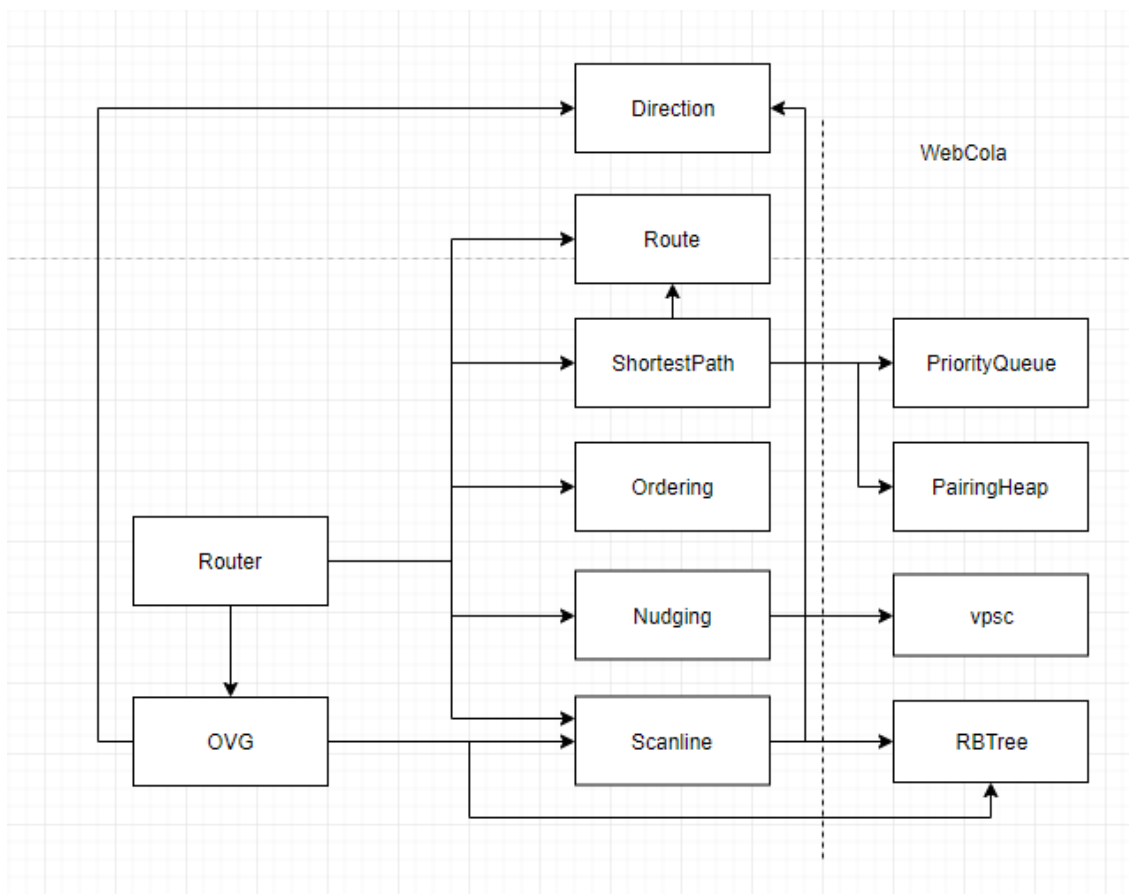 Direction
WebCola
Route
ShortestPath
PriorityQueue
Ordering
PairingHeap
Router
Nudging
vpsc
OVG
Scanline
RBTree